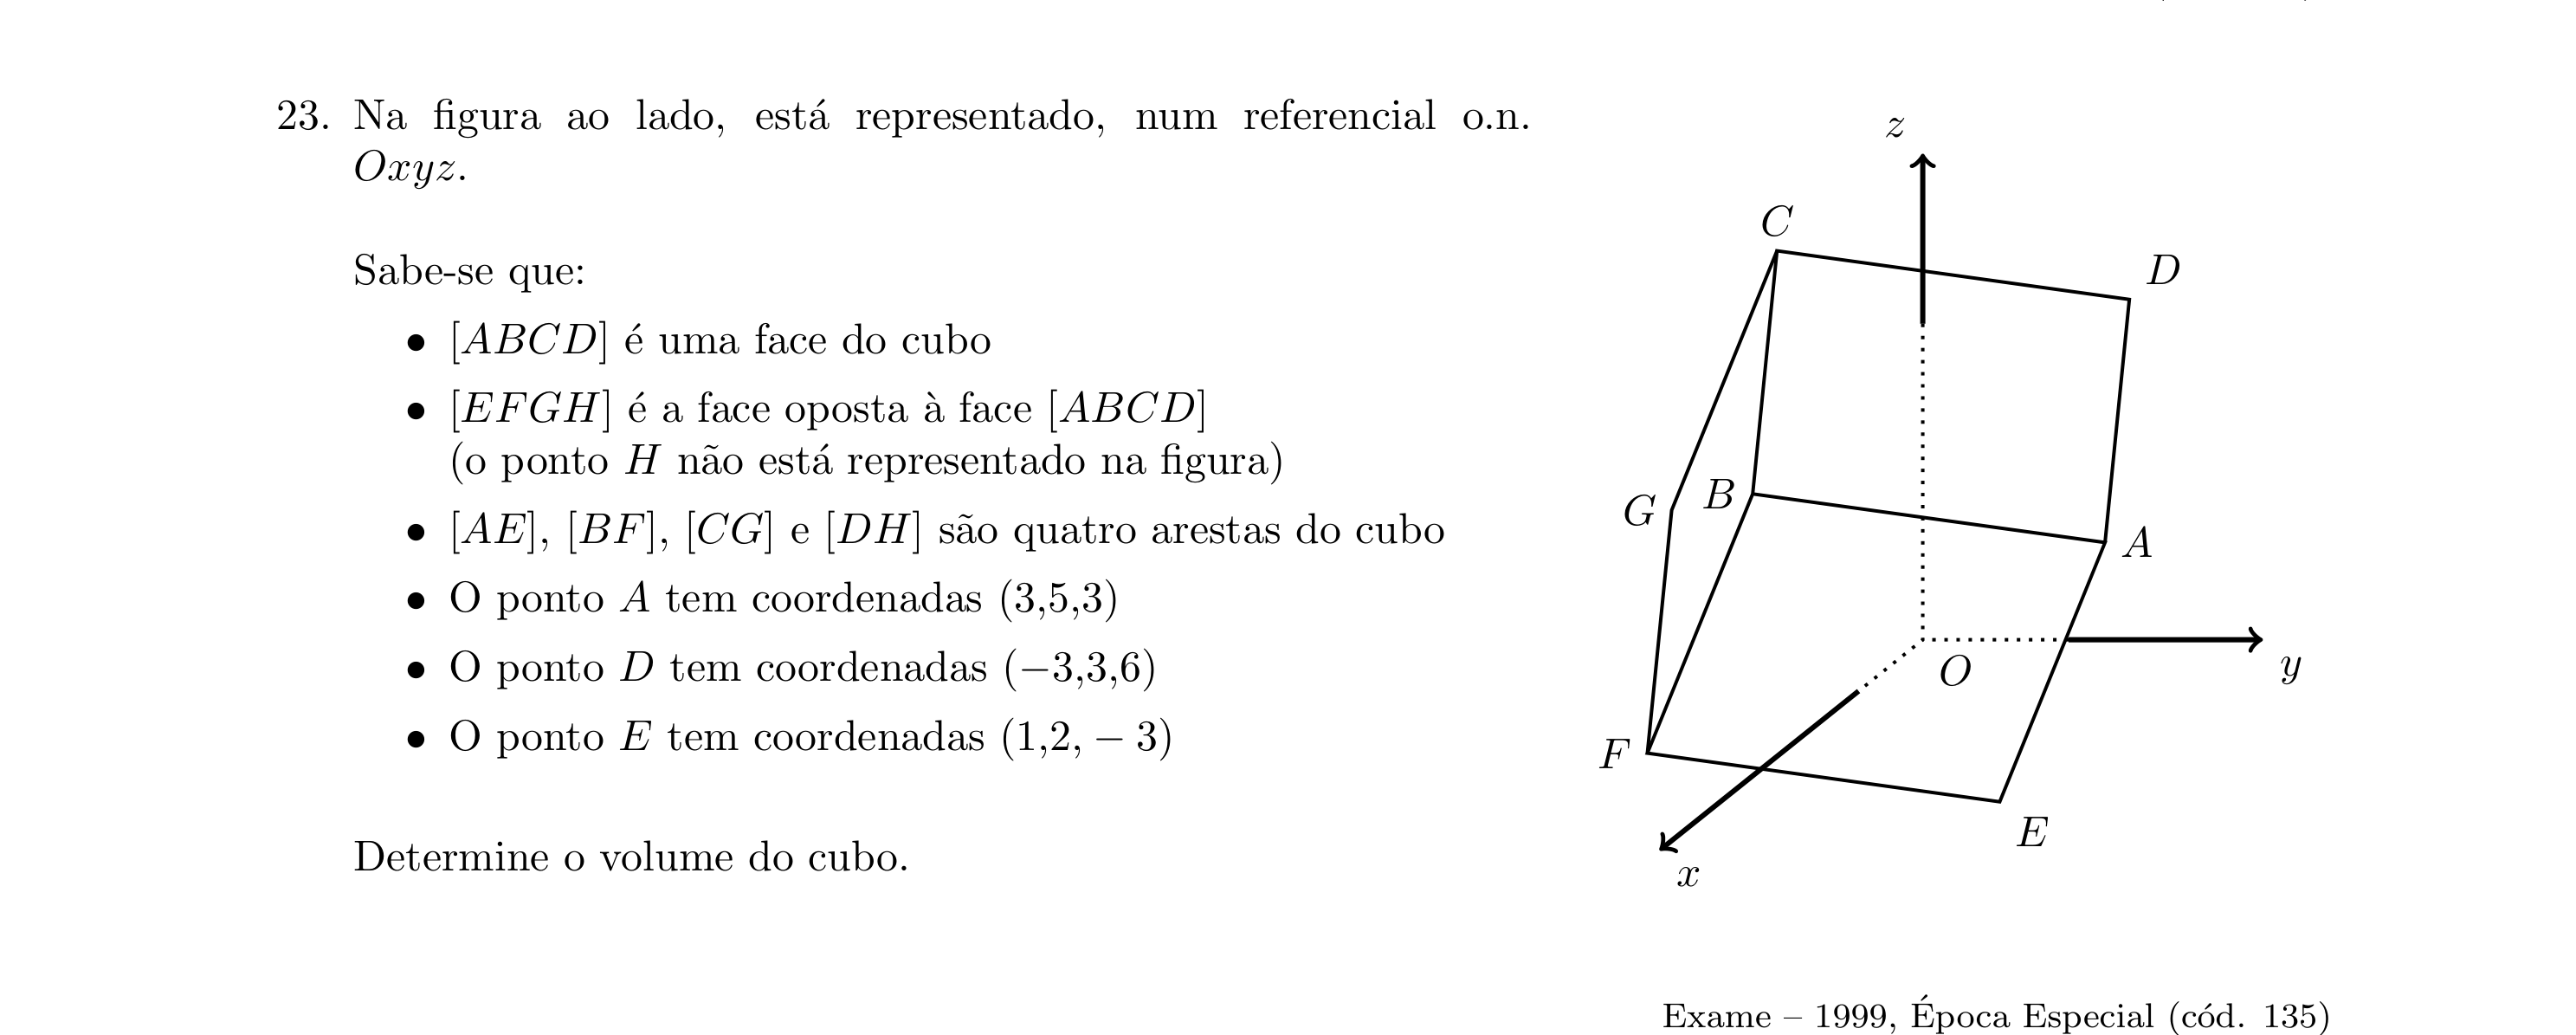 23. Na figura ao lado, está representado, num referencial o.n.
Oxyz.
Sabe-se que:
• [ABCD] é uma face do cubo
• [EFGH] é a face oposta à face [ABCD]
(o ponto H não está representado na figura)
• [AE], [BF], [CG] e [DH] são quatro arestas do cubo
• O ponto A tem coordenadas (3,5,3)
• O ponto D tem coordenadas (−3,3,6)
• O ponto E tem coordenadas (1,2, − 3)
Determine o volume do cubo.
z
C
D
G
B
A
O
y
F
E
x
Exame – 1999, Época Especial (cód. 135)